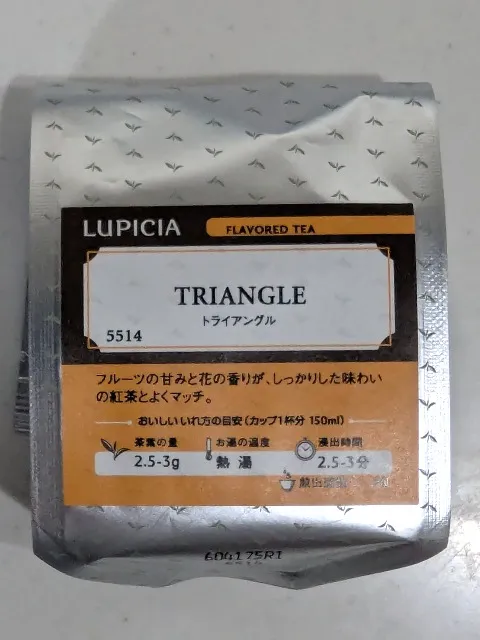 LUPICIA
FLAVORED TEA
TRIANGLE
トライアングル
5514
フルーツの甘みと花の香りが、しっかりした味わい
の紅茶とよくマッチ。
おいしいいれ方の目安(カップ1杯分 150ml)
茶葉の量 お湯の温度 浸出時間
2.5-3g 熱湯 2.5-3分
604175R1